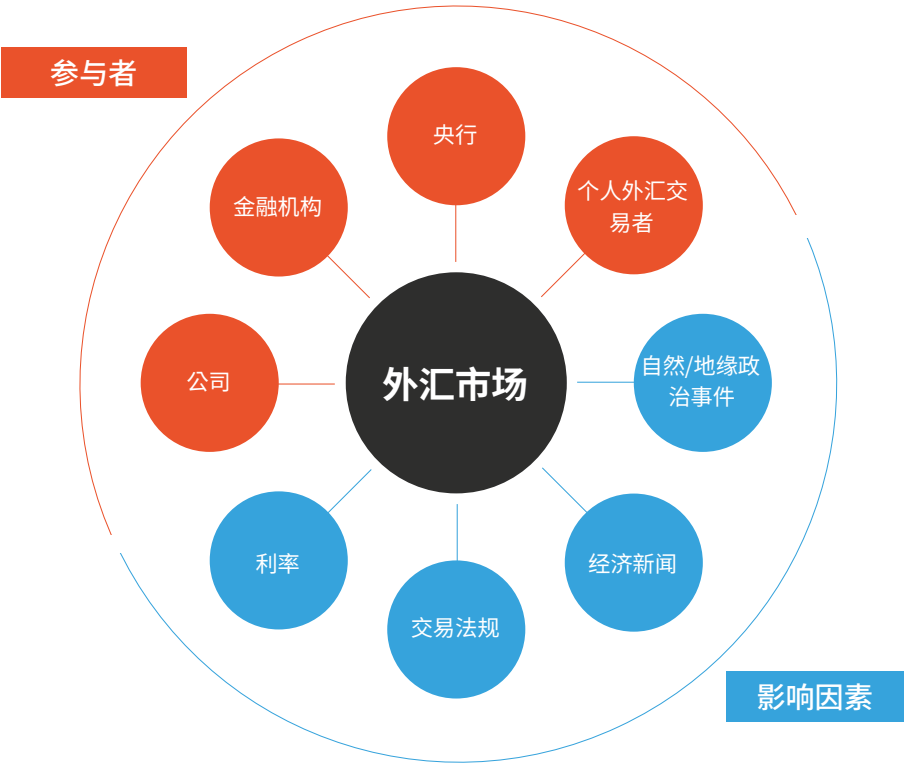 参与者
央行
个人外汇交
易者
金融机构
公司
外汇市场
自然/地缘政
治事件
利率
经济新闻
交易法规
影响因素